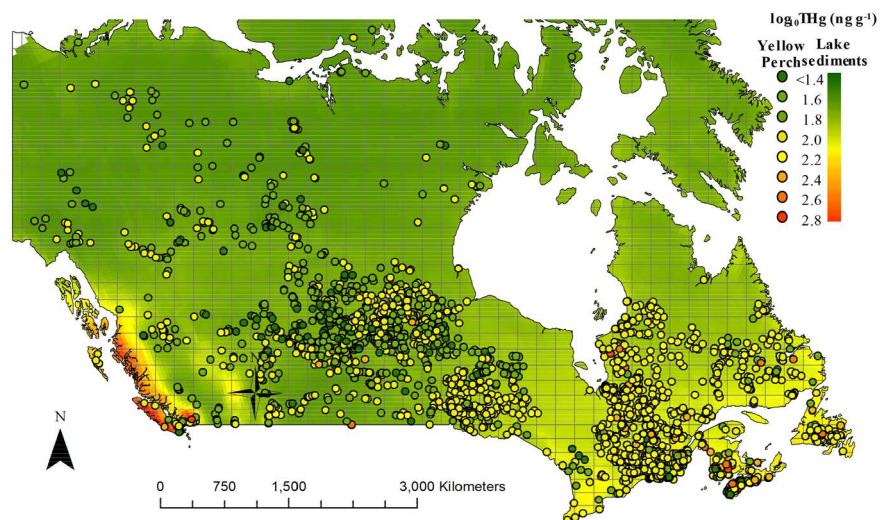 log₁₀THg (ng g⁻¹)
Yellow Lake
Perch sediments
<1.4
1.6
1.8
2.0
2.2
2.4
2.6
2.8
N
0 750 1,500 3,000 Kilometers